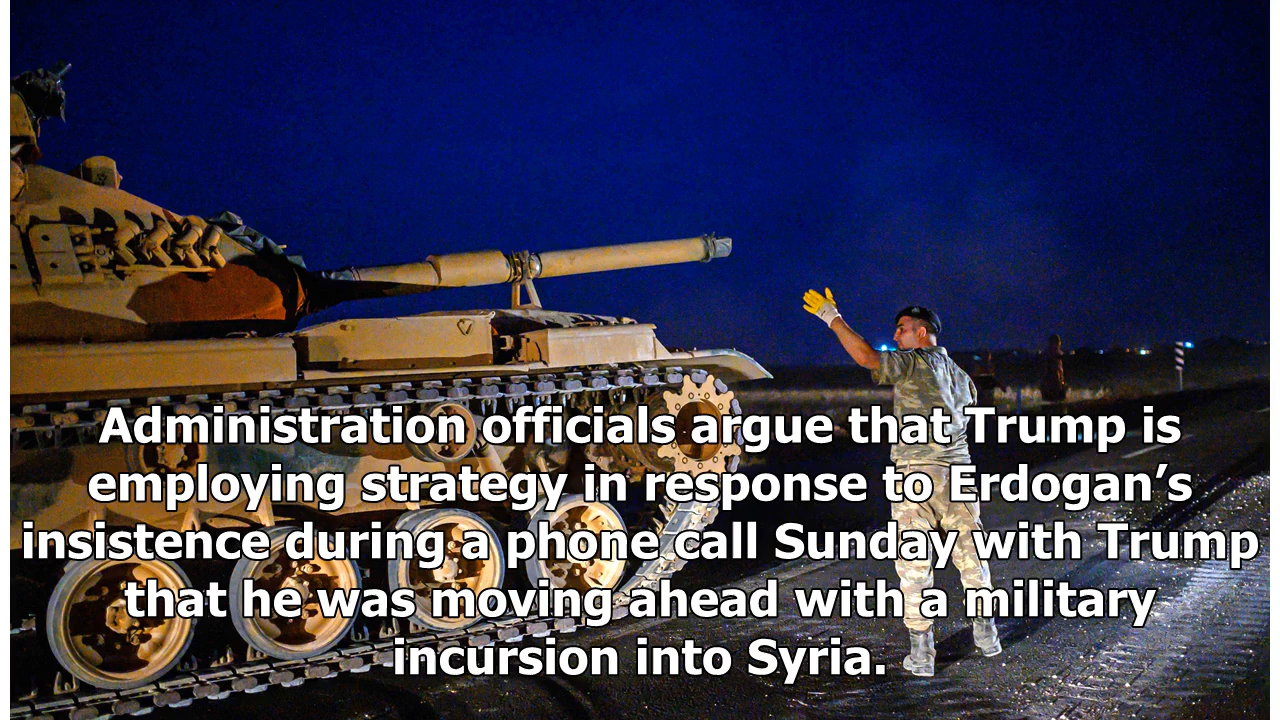 Administration officials argue that Trump is
employing strategy in response to Erdogan’s
insistence during a phone call Sunday with Trump
that he was moving ahead with a military
incursion into Syria.